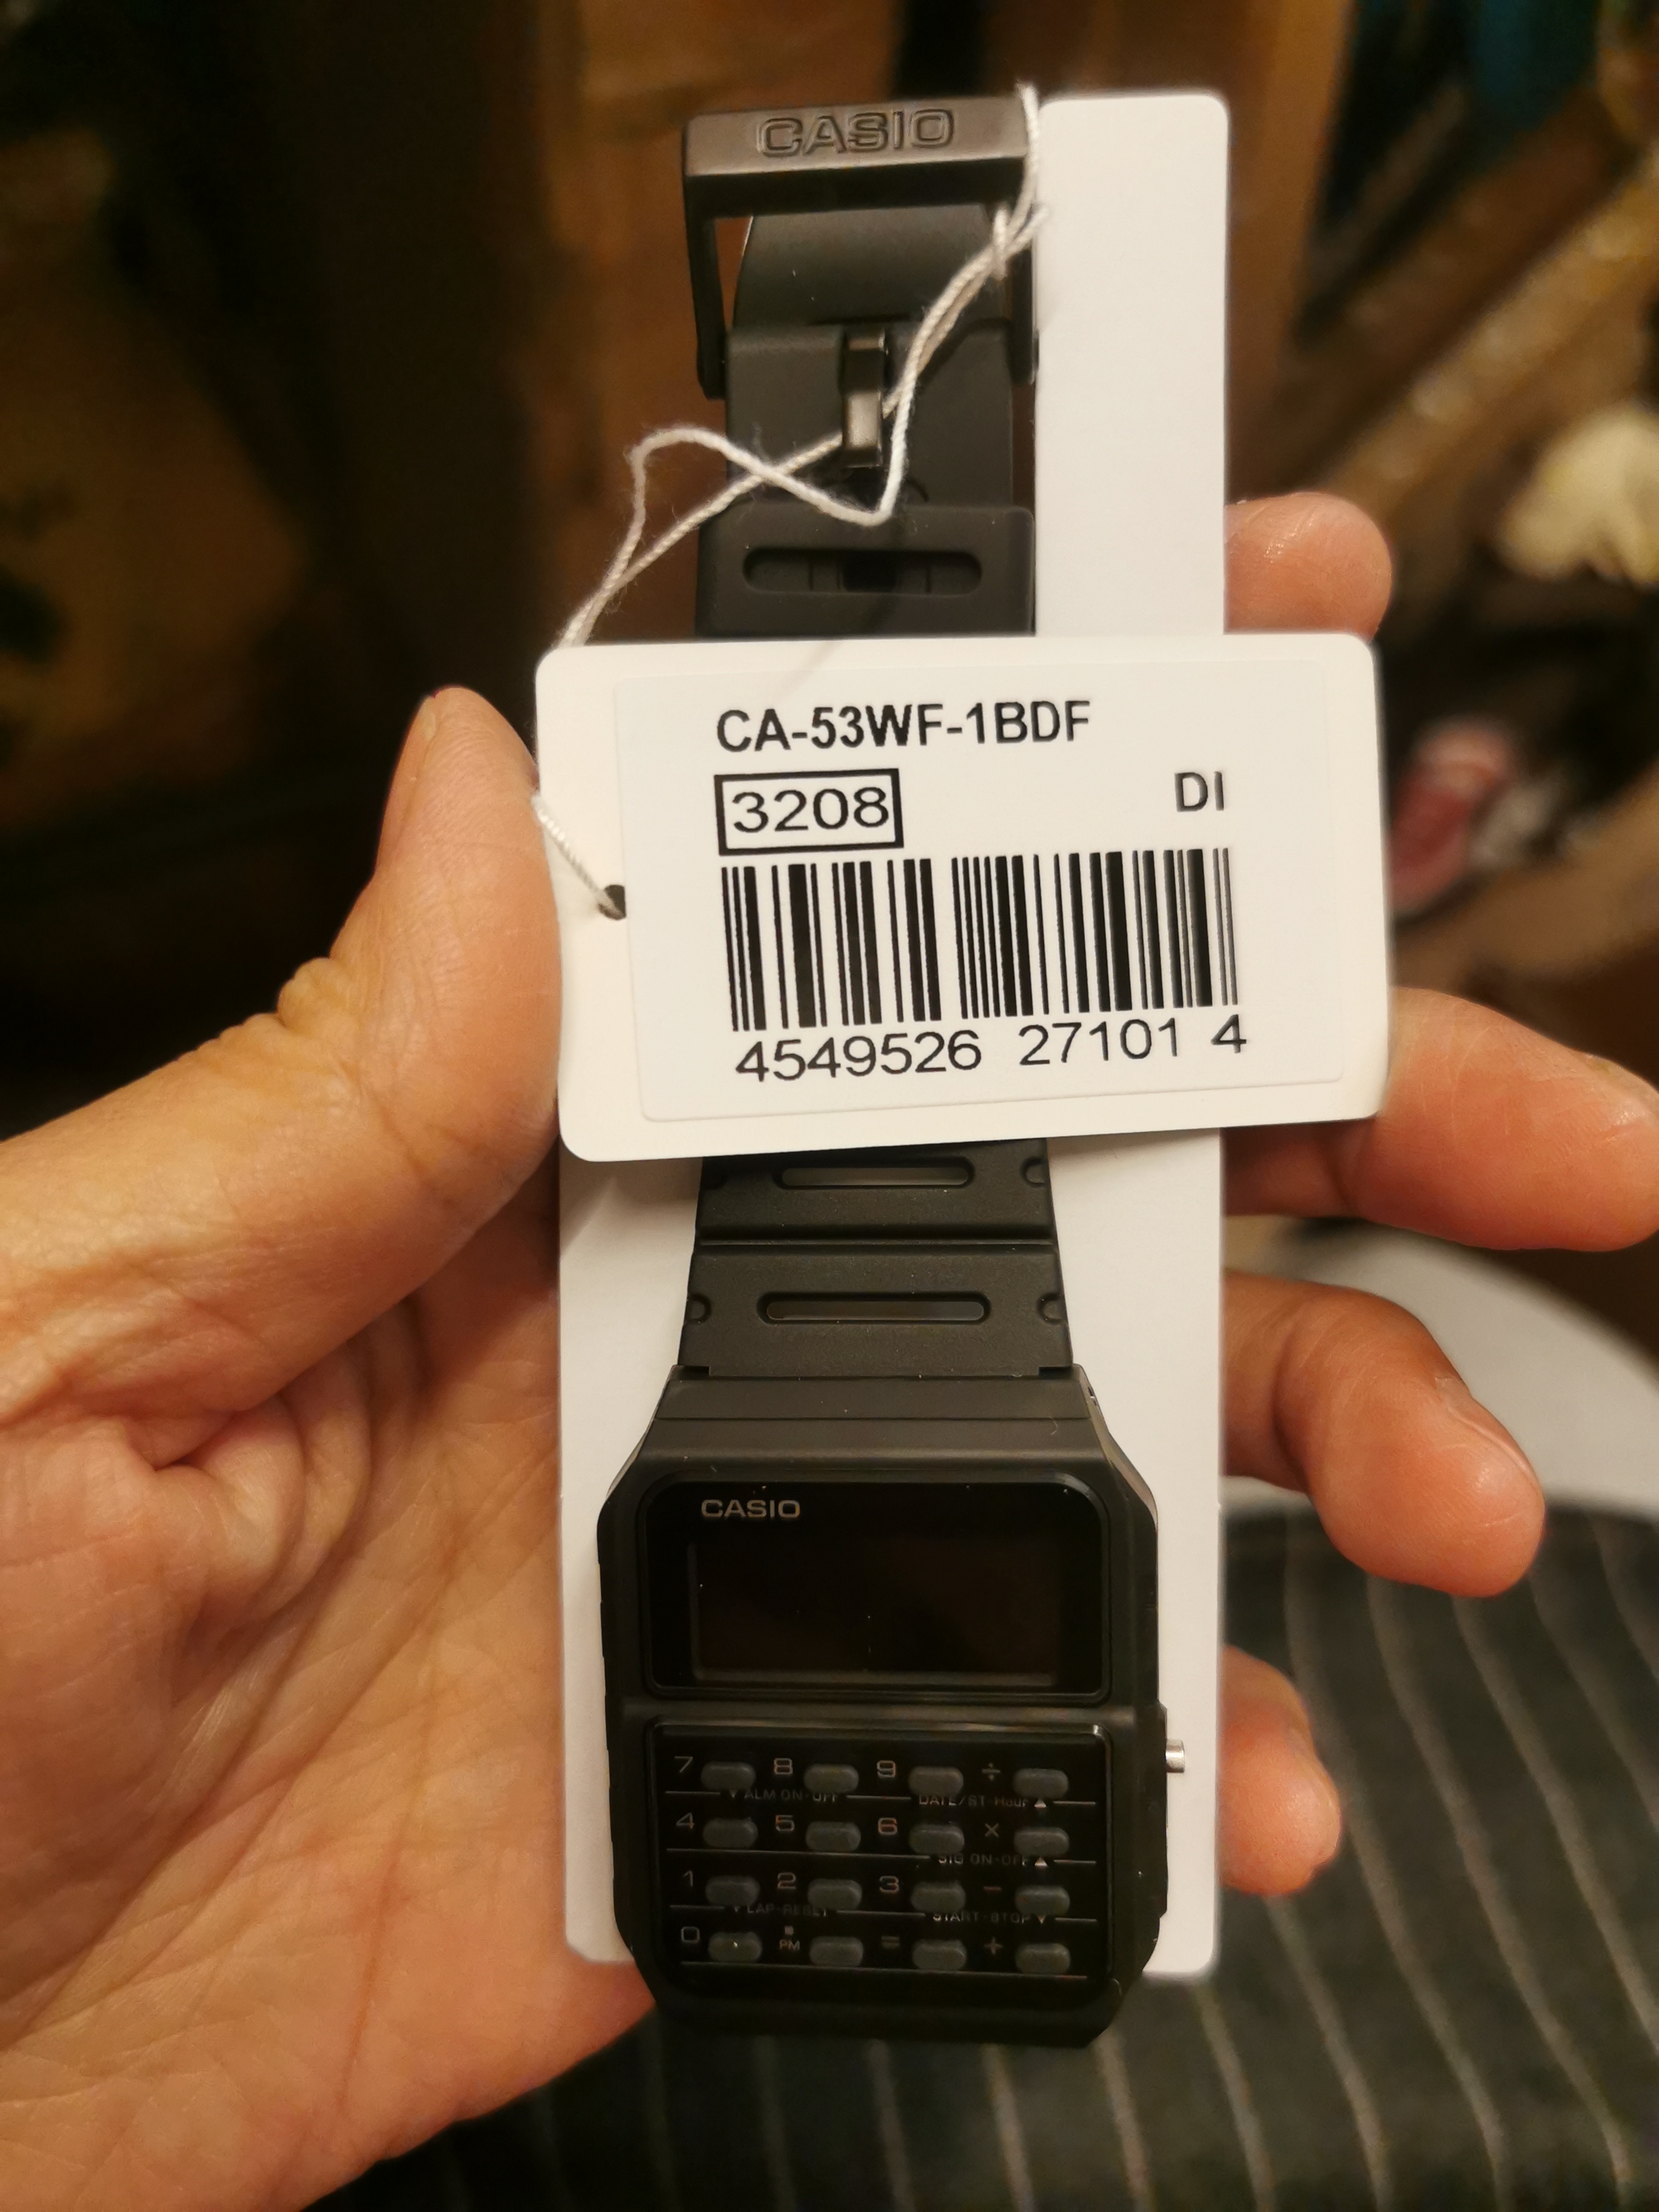 CASIO
CA-53WF-1BDF
3208 DI
4549526 27101 4
CASIO
7 8 9 ÷
▼ ALM ON-OFF DATE/ST-Hour ▲
4 5 6 ×
SIG ON-OFF ▲
1 2 3 −
▼ LAP-RESET START-STOP ▼
0 ▪ PM = +